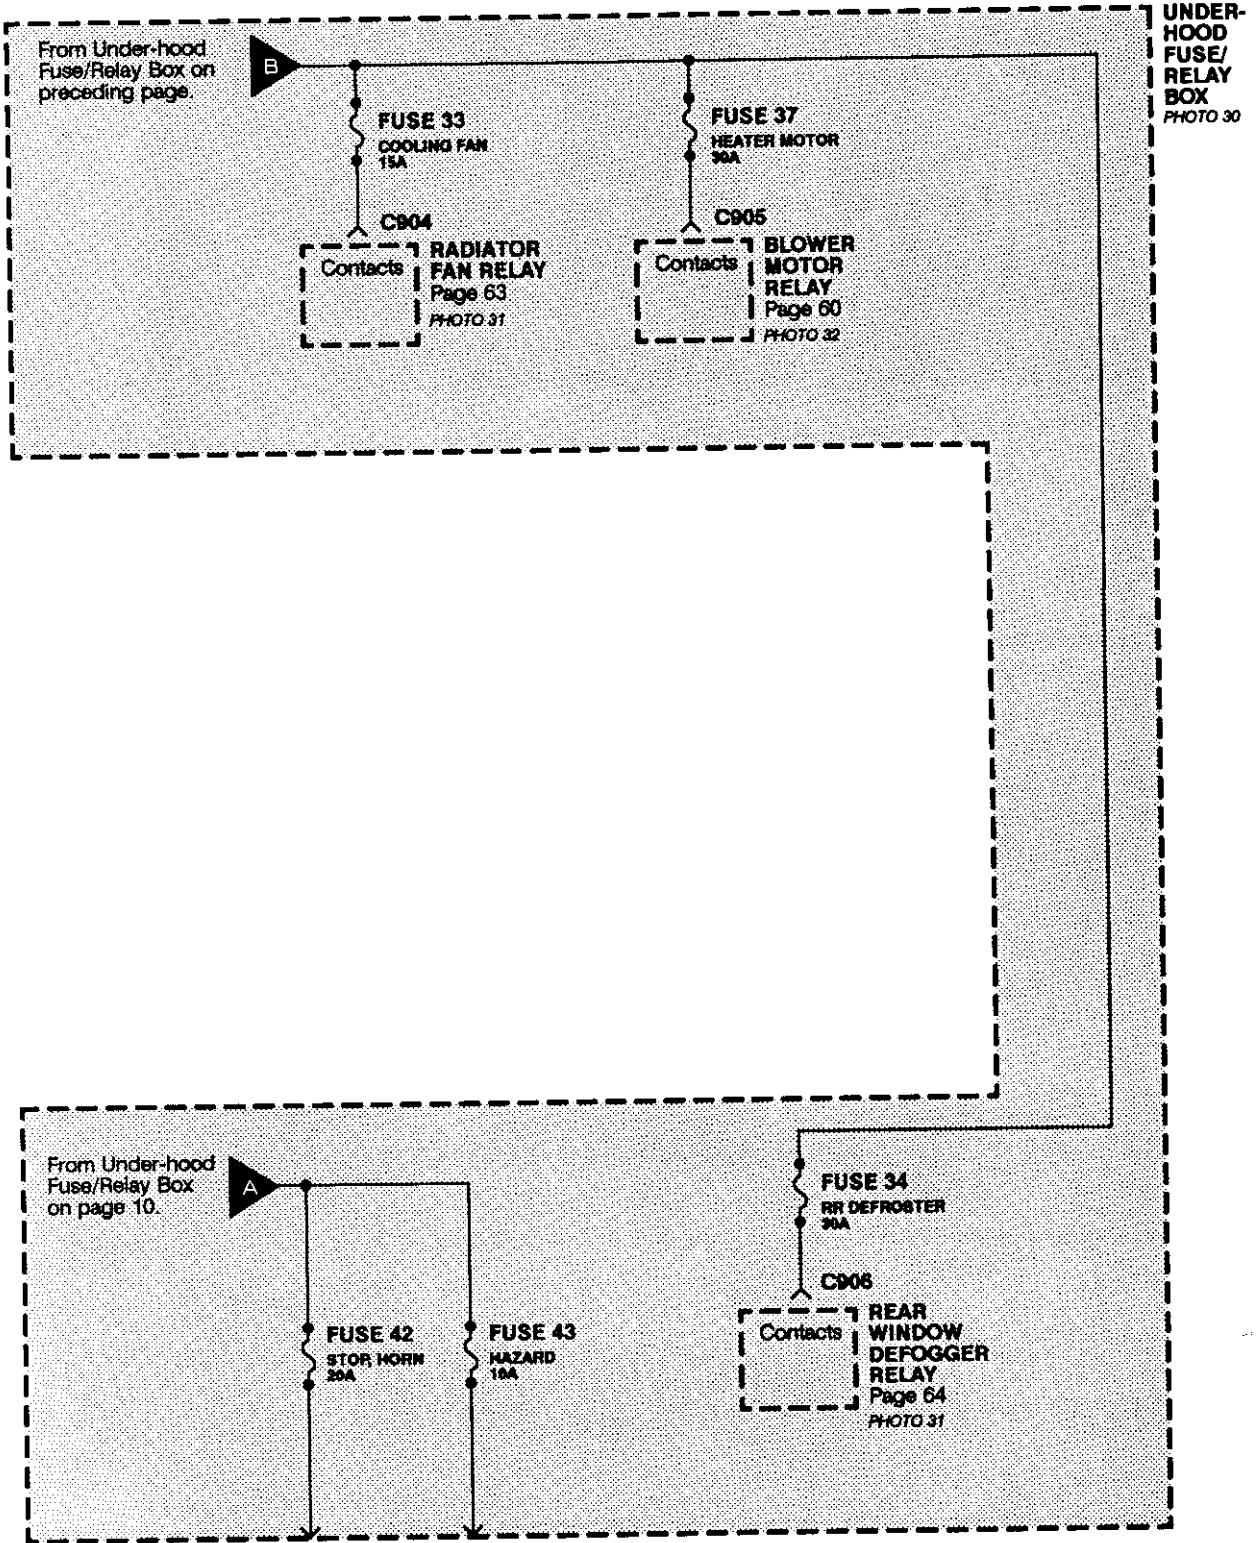 UNDER-
HOOD
FUSE/
RELAY
BOX
PHOTO 30
From Under-hood
Fuse/Relay Box on
preceding page.
B
FUSE 33
COOLING FAN
15A
C904
Contacts
RADIATOR
FAN RELAY
Page 63
PHOTO 31
FUSE 37
HEATER MOTOR
30A
C905
Contacts
BLOWER
MOTOR
RELAY
Page 60
PHOTO 32
From Under-hood
Fuse/Relay Box
on page 10.
A
FUSE 42
STOP, HORN
20A
FUSE 43
HAZARD
10A
FUSE 34
RR DEFROSTER
30A
C906
Contacts
REAR
WINDOW
DEFOGGER
RELAY
Page 64
PHOTO 31